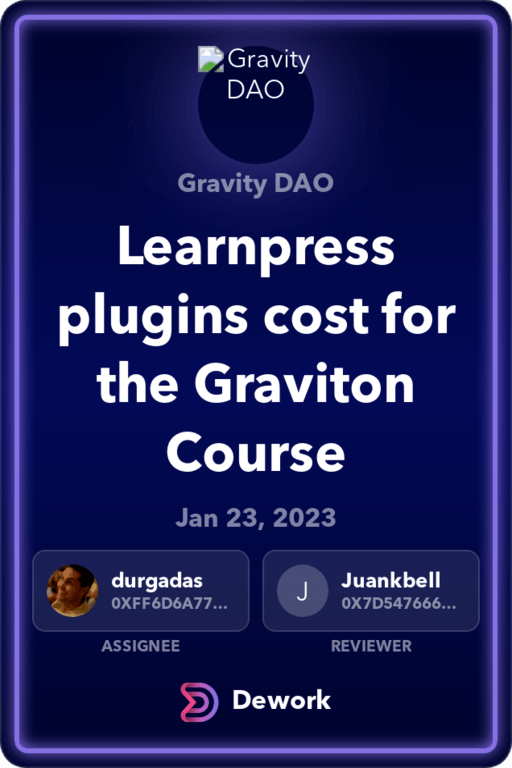 Gravity
DAO
Gravity DAO
Learnpress
plugins cost for
the Graviton
Course
Jan 23, 2023
durgadas
0XFF6D6A77...
ASSIGNEE
J
Juankbell
0X7D547666...
REVIEWER
Dework